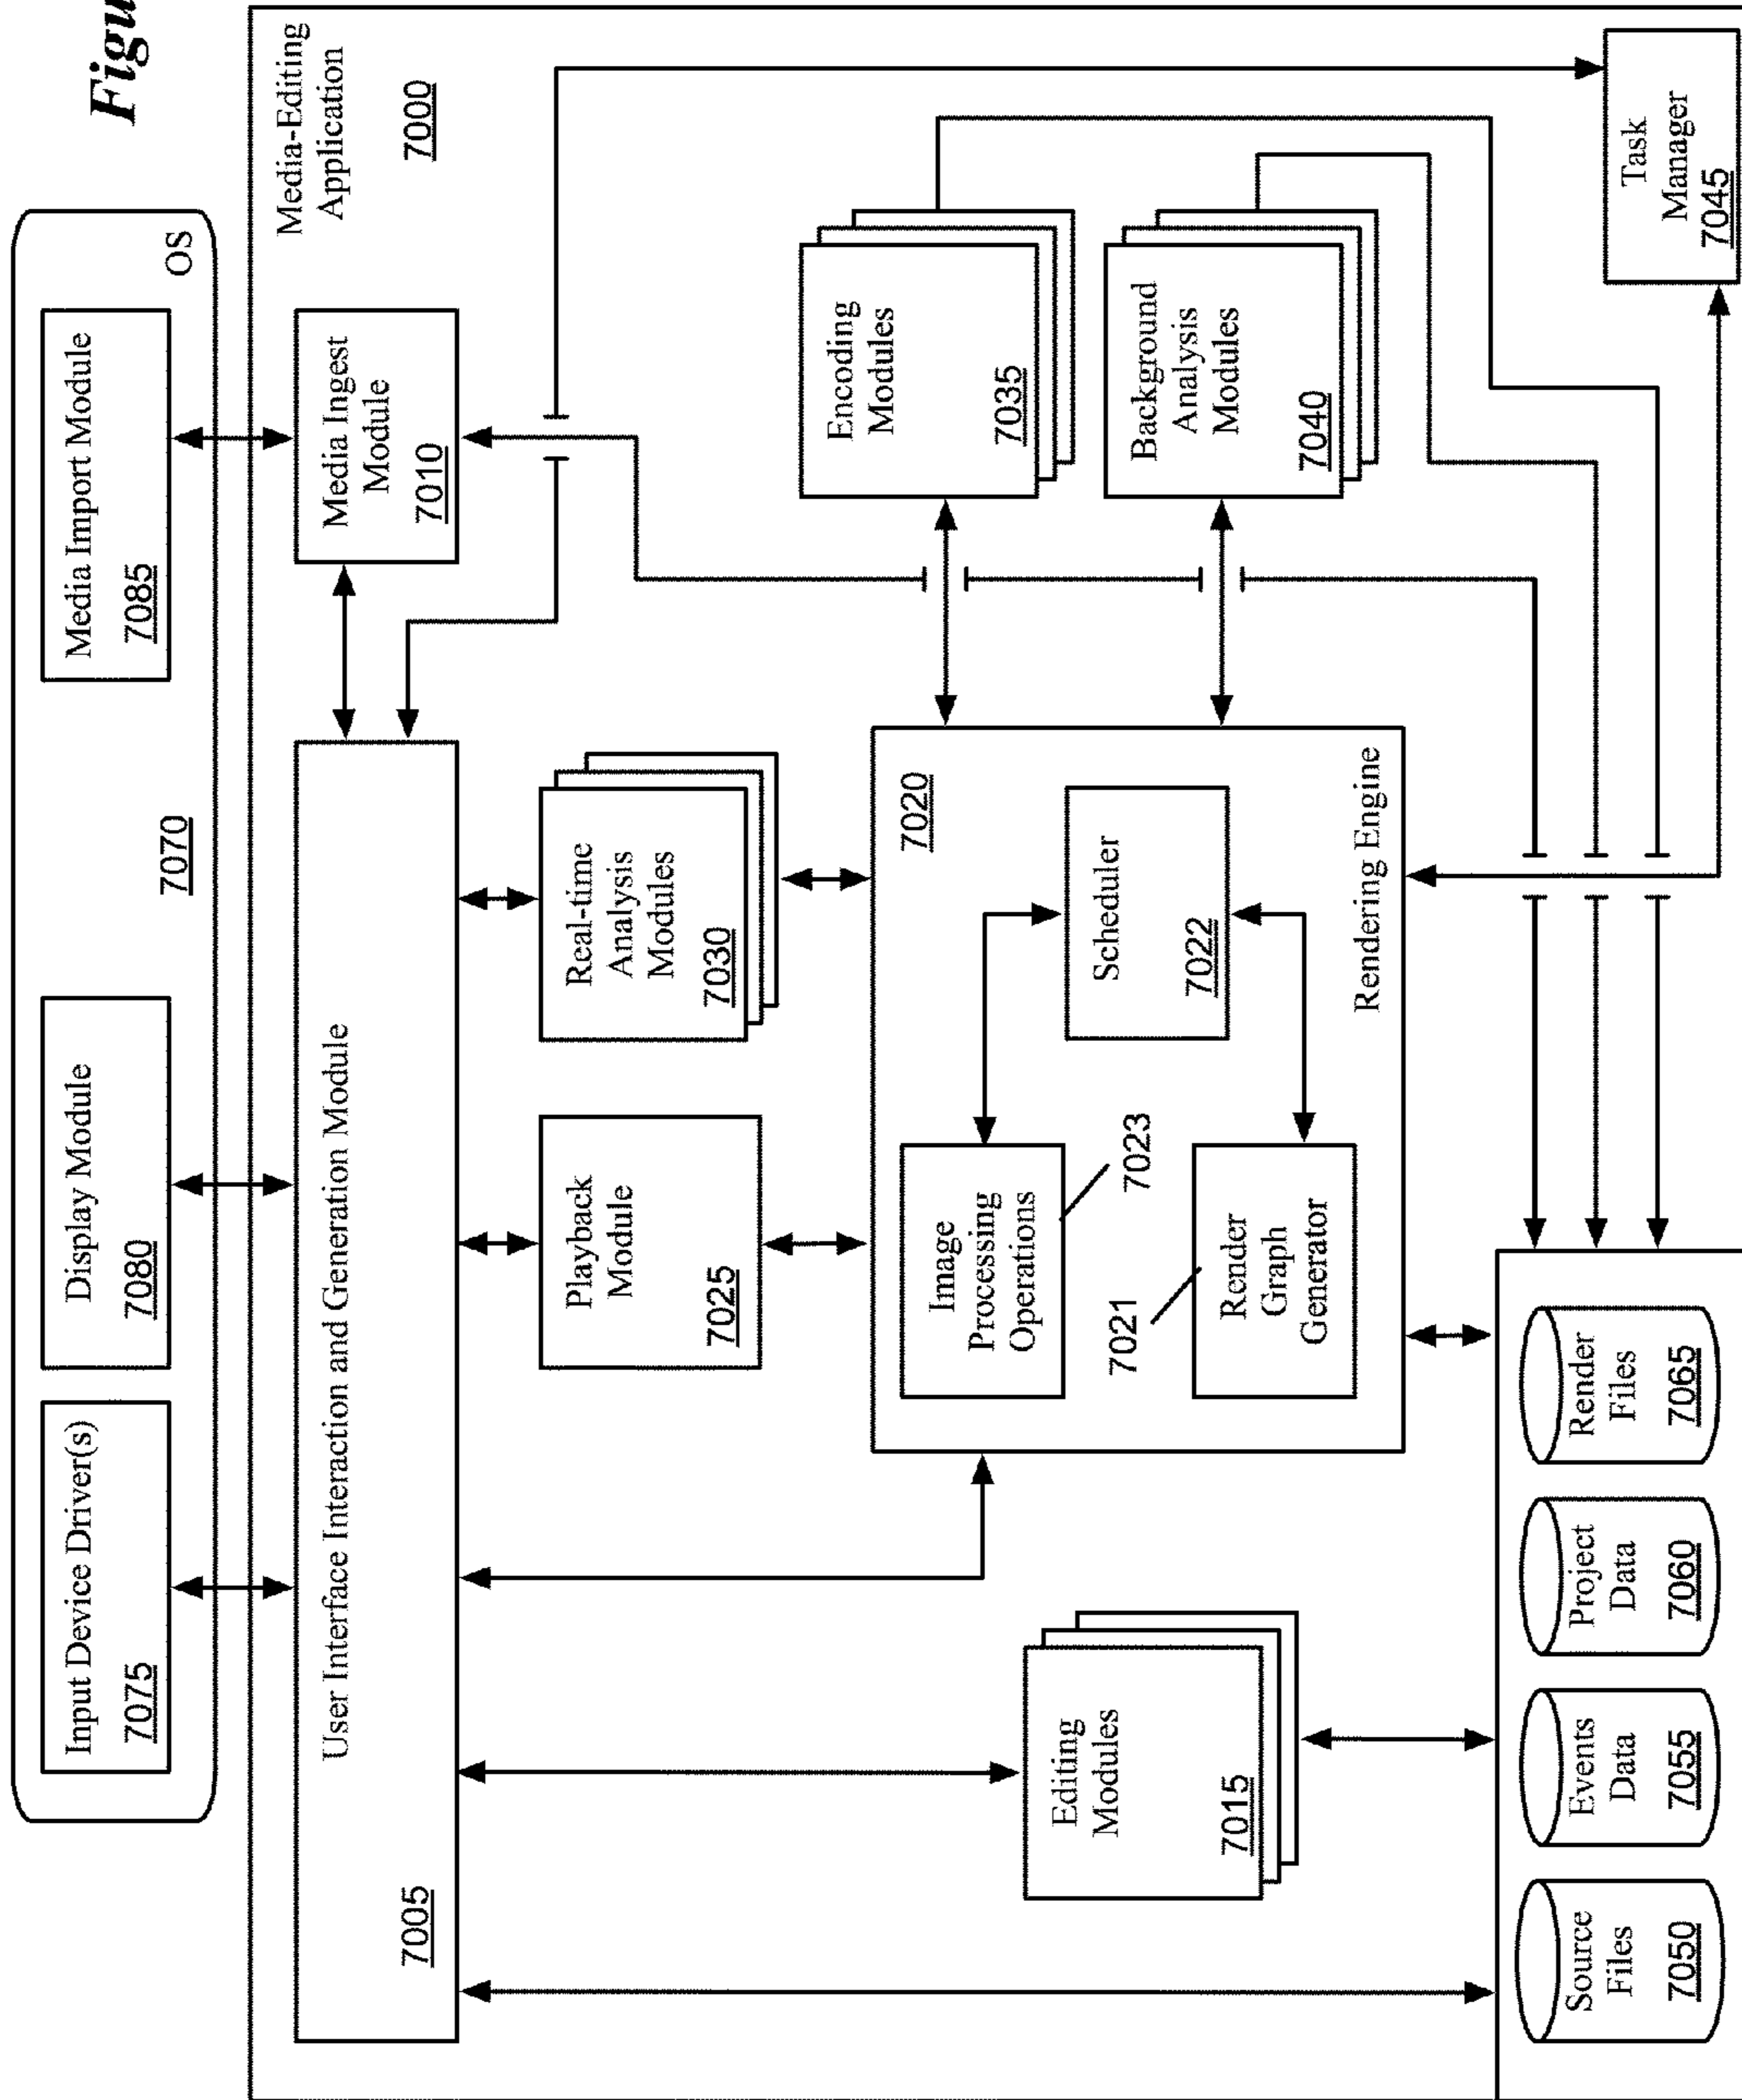 Figu
OS
7070
Input Device Driver(s)
7075
Display Module
7080
Media Import Module
7085
Media-Editing
Application
7000
User Interface Interaction and Generation Module
7005
Media Ingest
Module
7010
Playback
Module
7025
Real-time
Analysis
Modules
7030
Editing
Modules
7015
7020
Rendering Engine
Image
Processing
Operations
7023
Scheduler
7022
7021
Render
Graph
Generator
Encoding
Modules
7035
Background
Analysis
Modules
7040
Source
Files
7050
Events
Data
7055
Project
Data
7060
Render
Files
7065
Task
Manager
7045